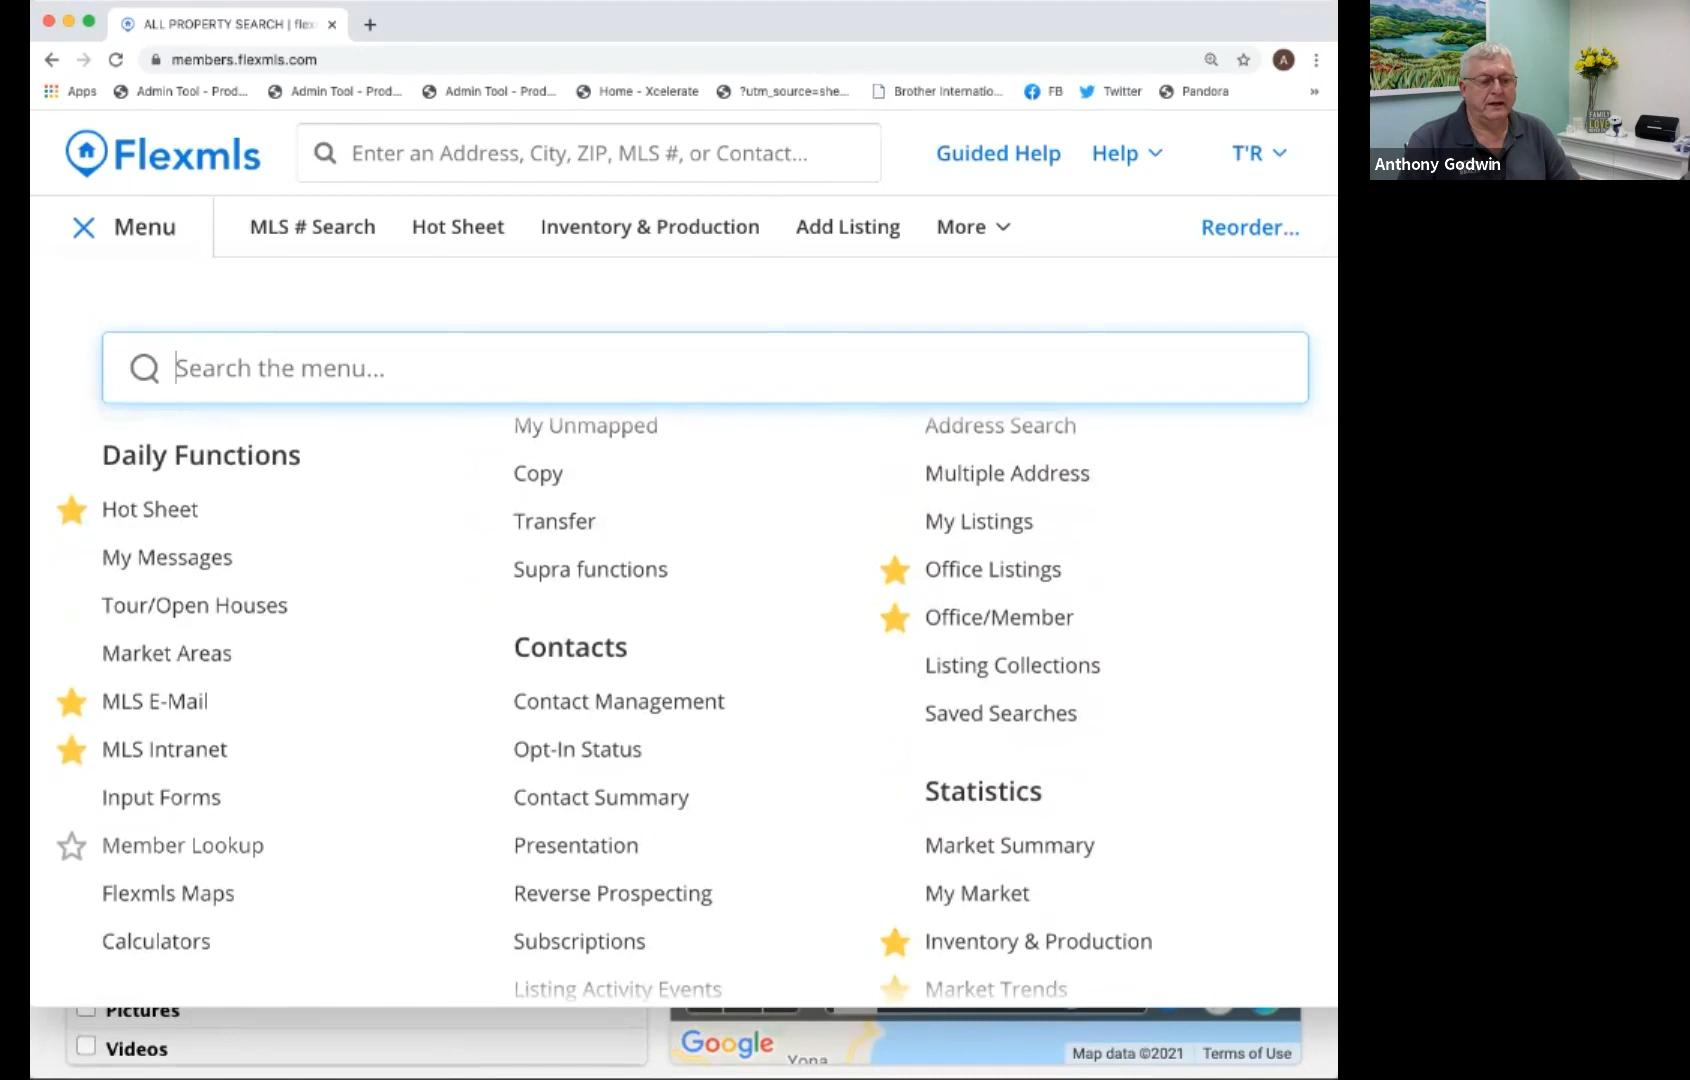 ALL PROPERTY SEARCH | flex
members.flexmls.com
A
Apps
Admin Tool - Prod...
Admin Tool - Prod...
Admin Tool - Prod...
Home - Xcelerate
?utm_source=she...
Brother Internatio...
FB
Twitter
Pandora
»
Flexmls
Enter an Address, City, ZIP, MLS #, or Contact...
Guided Help
Help
T'R
Menu
MLS # Search
Hot Sheet
Inventory & Production
Add Listing
More
Reorder...
Search the menu...
Daily Functions
Hot Sheet
My Messages
Tour/Open Houses
Market Areas
MLS E-Mail
MLS Intranet
Input Forms
Member Lookup
Flexmls Maps
Calculators
My Unmapped
Copy
Transfer
Supra functions
Contacts
Contact Management
Opt-In Status
Contact Summary
Presentation
Reverse Prospecting
Subscriptions
Listing Activity Events
Address Search
Multiple Address
My Listings
Office Listings
Office/Member
Listing Collections
Saved Searches
Statistics
Market Summary
My Market
Inventory & Production
Market Trends
Pictures
Videos
Google
Yona
Map data ©2021
Terms of Use
Anthony Godwin
FAMILY
LOVE